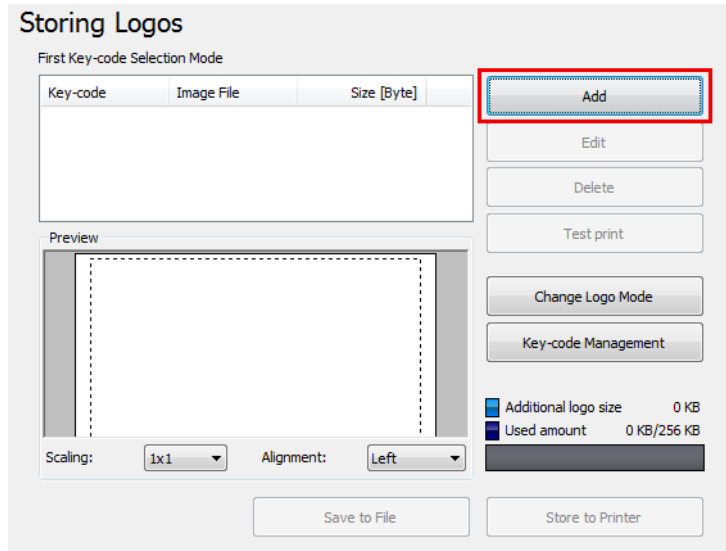 Storing Logos
First Key-code Selection Mode
Key-code Image File Size [Byte]
Add
Edit
Delete
Test print
Preview
Change Logo Mode
Key-code Management
Additional logo size 0 KB
Used amount 0 KB/256 KB
Scaling: 1x1 Alignment: Left
Save to File Store to Printer